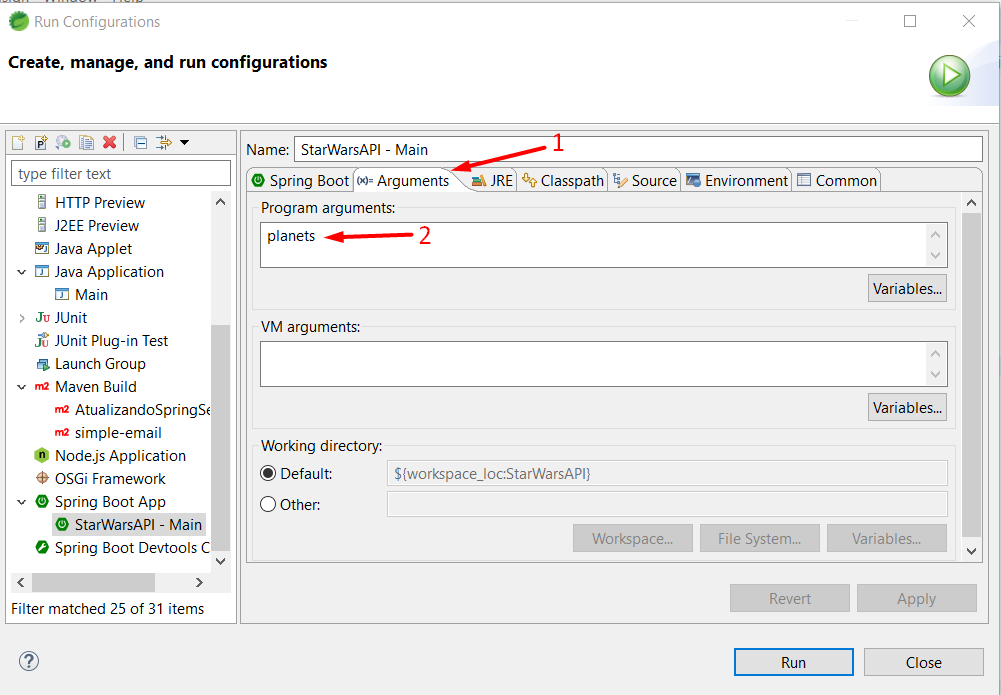 Run Configurations
Create, manage, and run configurations
type filter text
HTTP Preview
J2EE Preview
Java Applet
Java Application
Main
JUnit
JUnit Plug-in Test
Launch Group
Maven Build
AtualizandoSpringSe
simple-email
Node.js Application
OSGi Framework
Spring Boot App
StarWarsAPI - Main
Spring Boot Devtools C
Filter matched 25 of 31 items
Name: StarWarsAPI - Main
1
Spring Boot (x)= Arguments JRE Classpath Source Environment Common
Program arguments:
planets
2
Variables...
VM arguments:
Variables...
Working directory:
Default: ${workspace_loc:StarWarsAPI}
Other:
Workspace... File System... Variables...
Revert Apply
Run Close